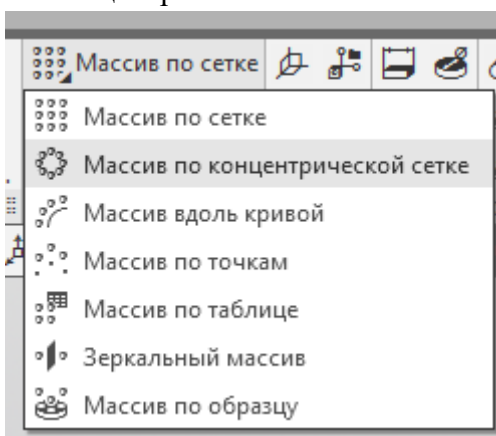 Массив по сетке
Массив по сетке
Массив по концентрической сетке
Массив вдоль кривой
Массив по точкам
Массив по таблице
Зеркальный массив
Массив по образцу